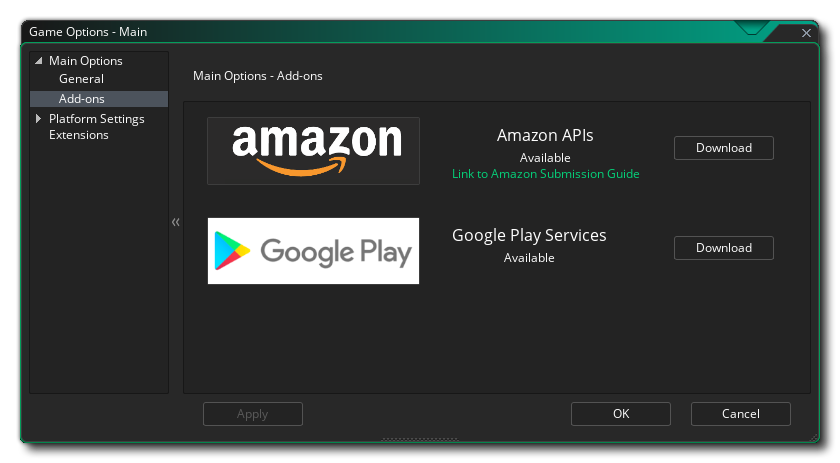 Game Options - Main
Main Options
General
Add-ons
Platform Settings
Extensions
Main Options - Add-ons
amazon
Amazon APIs
Available
Link to Amazon Submission Guide
Download
Google Play
Google Play Services
Available
Download
Apply
OK
Cancel